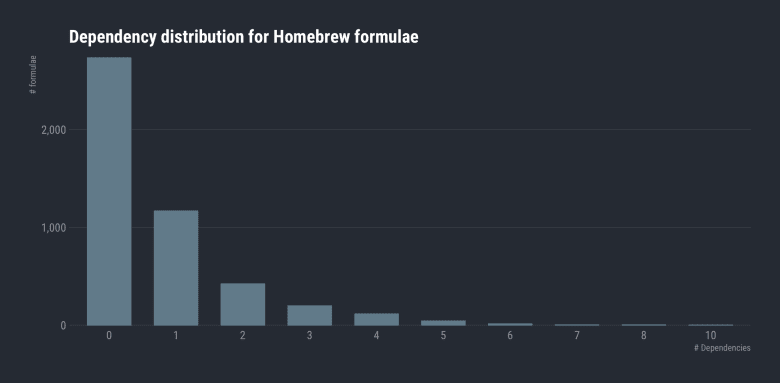 Dependency distribution for Homebrew formulae
# formulae
2,000
1,000
0
0 1 2 3 4 5 6 7 8 10
# Dependencies